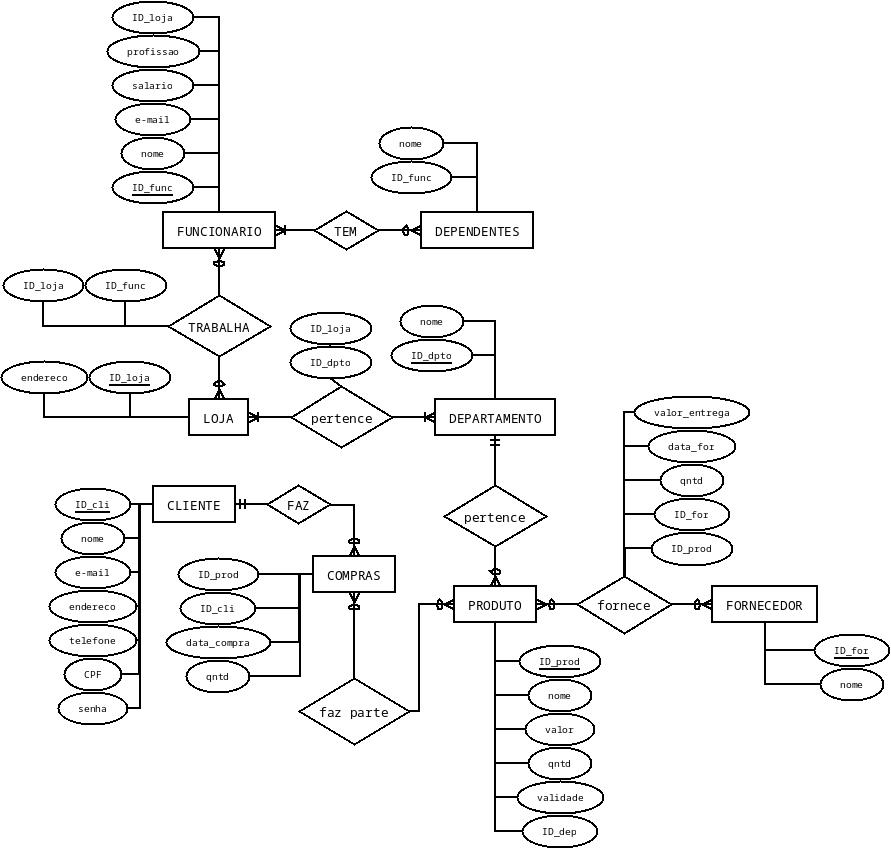 ID_loja
profissao
salario
e-mail
nome
ID_func
nome
ID_func
FUNCIONARIO
TEM
DEPENDENTES
ID_loja
ID_func
TRABALHA
ID_loja
ID_dpto
nome
ID_dpto
endereco
ID_loja
LOJA
pertence
DEPARTAMENTO
valor_entrega
data_for
qntd
ID_for
ID_prod
ID_cli
nome
e-mail
endereco
telefone
CPF
senha
CLIENTE
FAZ
pertence
ID_prod
ID_cli
data_compra
qntd
COMPRAS
PRODUTO
fornece
FORNECEDOR
ID_for
nome
faz parte
ID_prod
nome
valor
qntd
validade
ID_dep